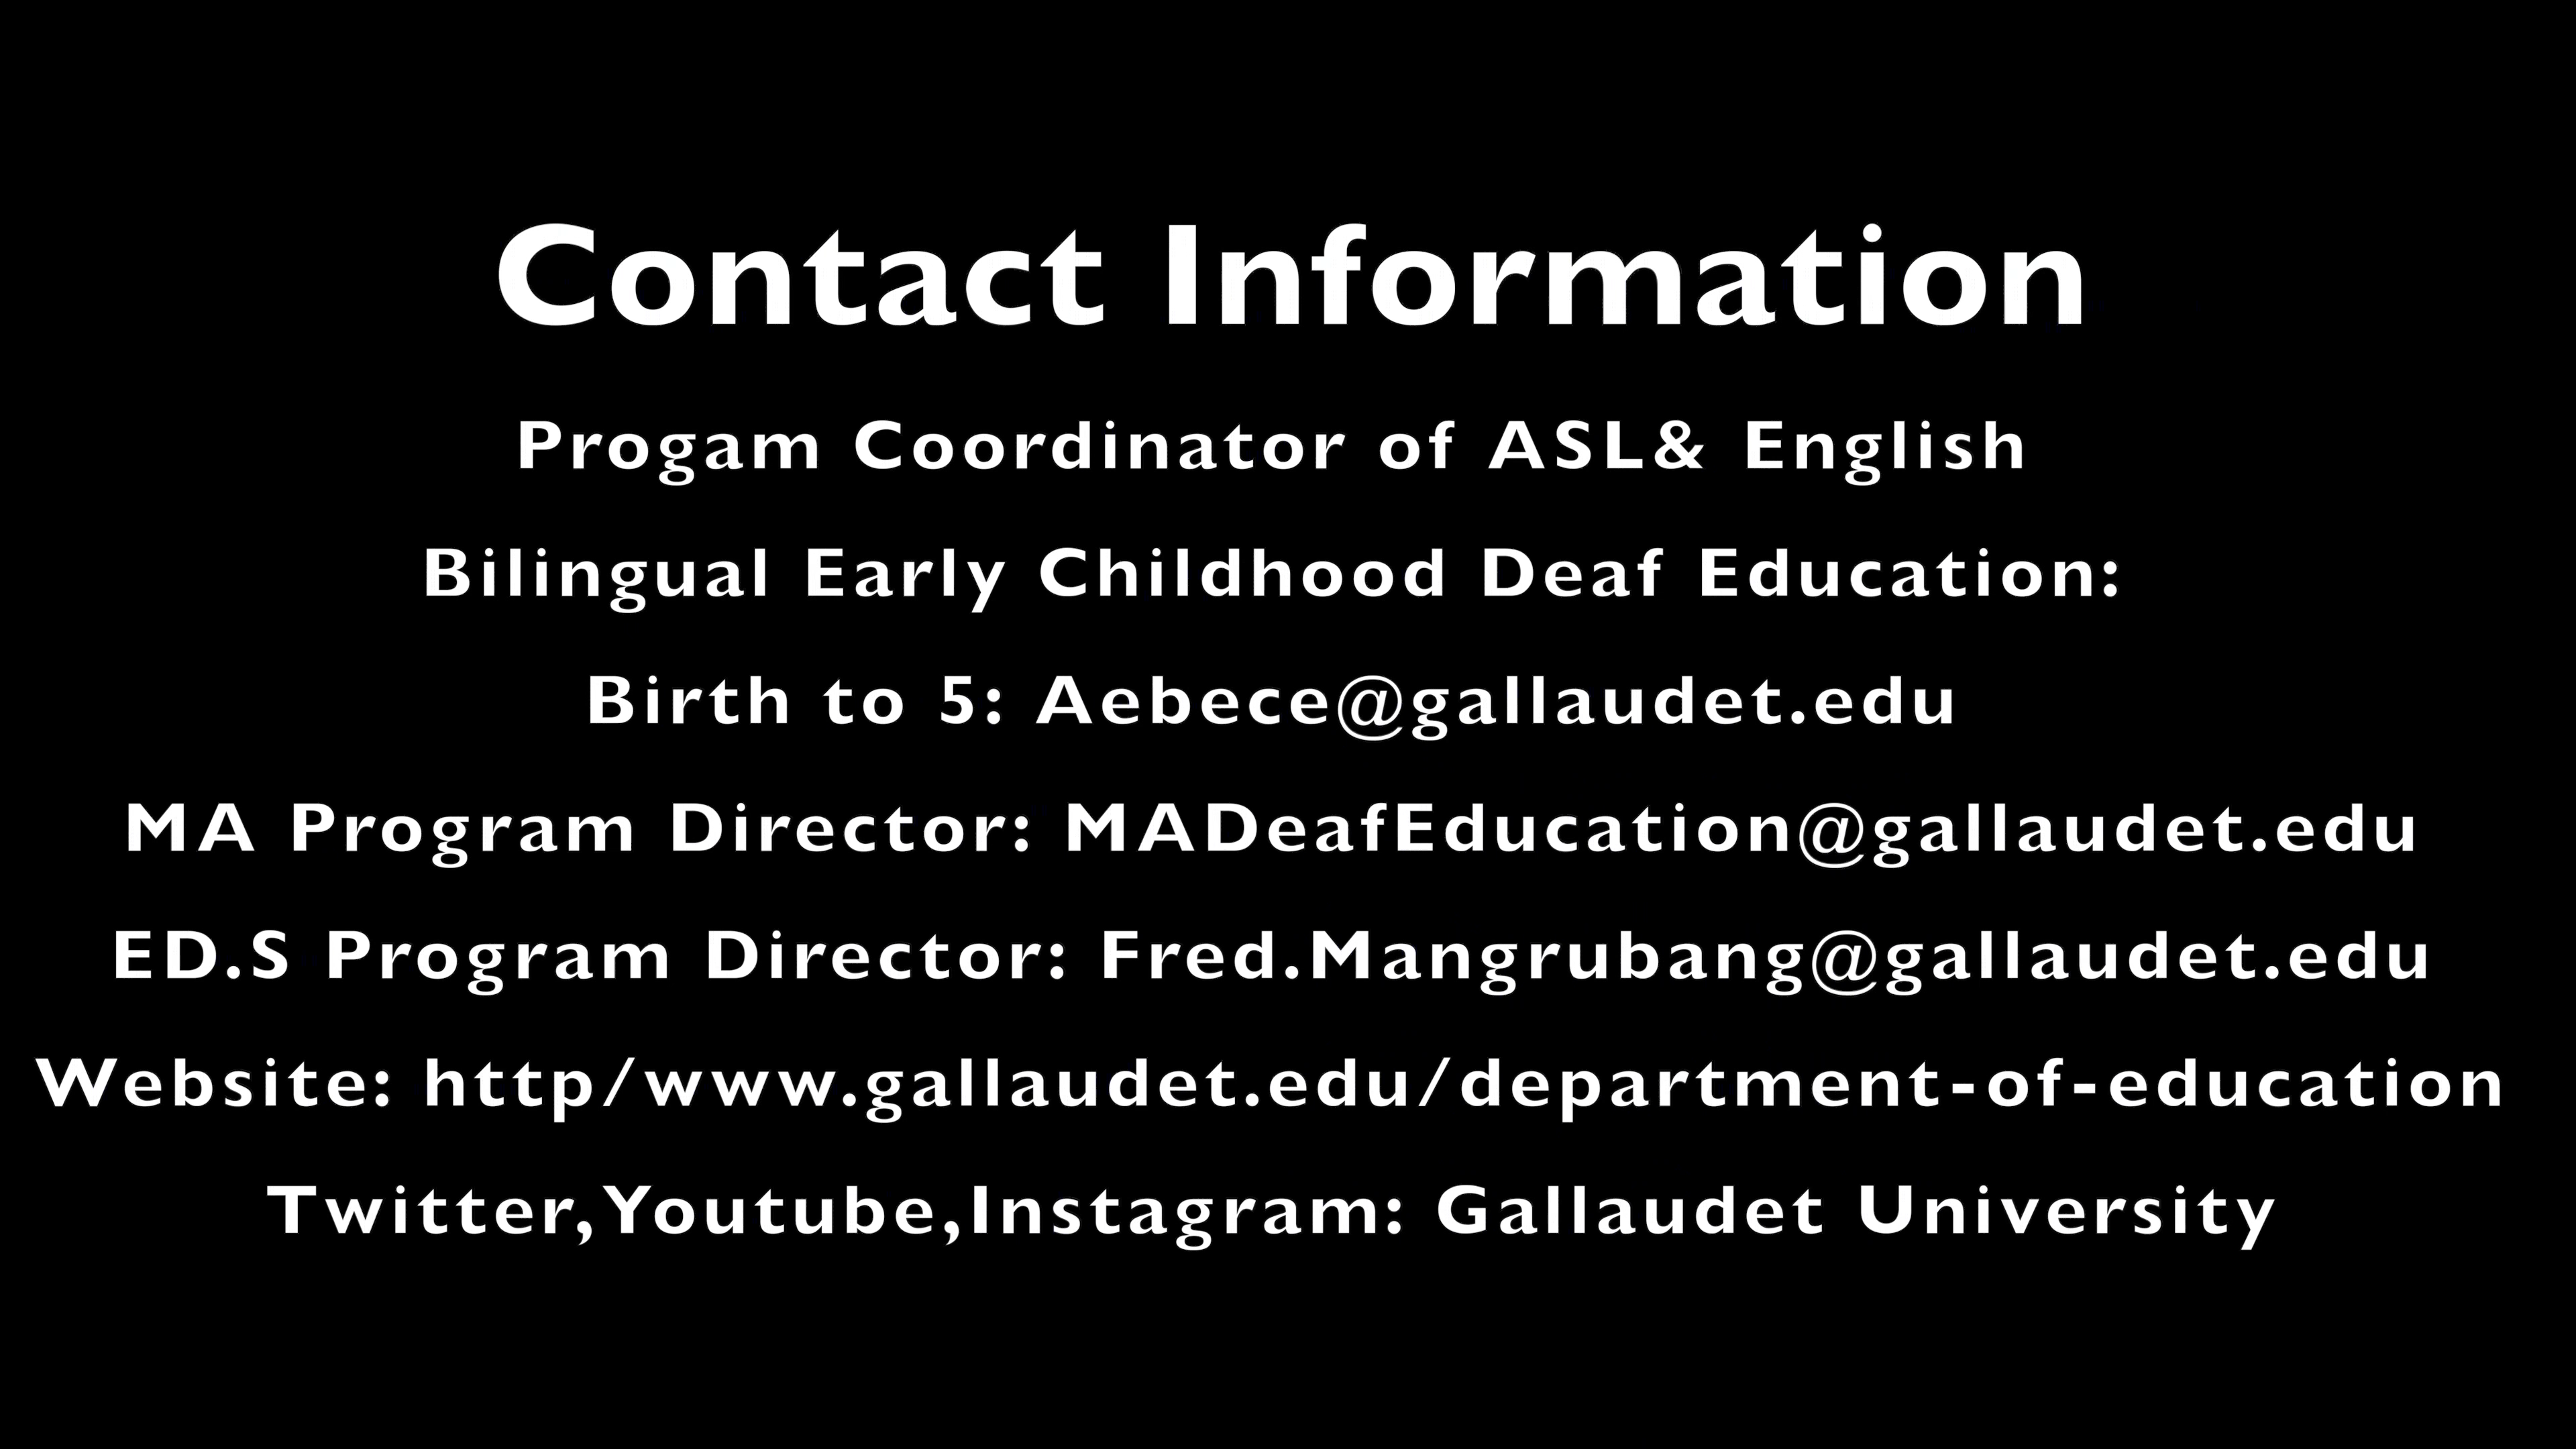 Contact Information
Progam Coordinator of ASL& English
Bilingual Early Childhood Deaf Education:
Birth to 5: Aebece@gallaudet.edu
MA Program Director: MADeafEducation@gallaudet.edu
ED.S Program Director: Fred.Mangrubang@gallaudet.edu
Website: http/www.gallaudet.edu/department-of-education
Twitter,Youtube,Instagram: Gallaudet University